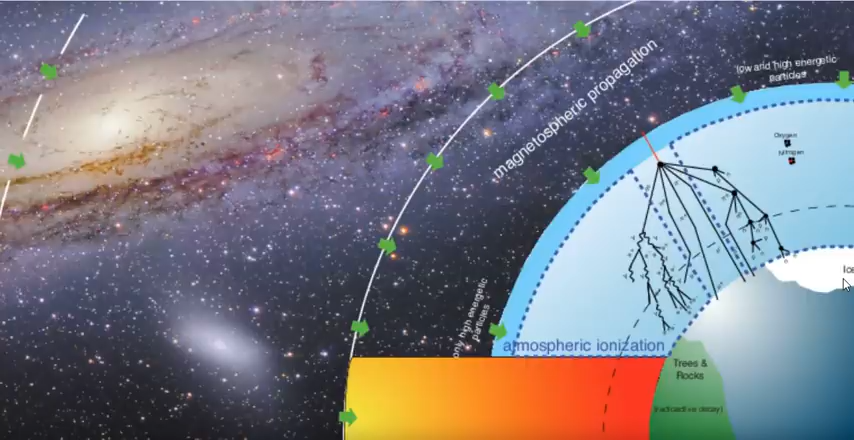 magnetospheric propagation
low and high energetic
particles
Oxygen
Nitrogen
only high energetic
particles
atmospheric ionization
Trees &
Rocks
(radioactive decay)